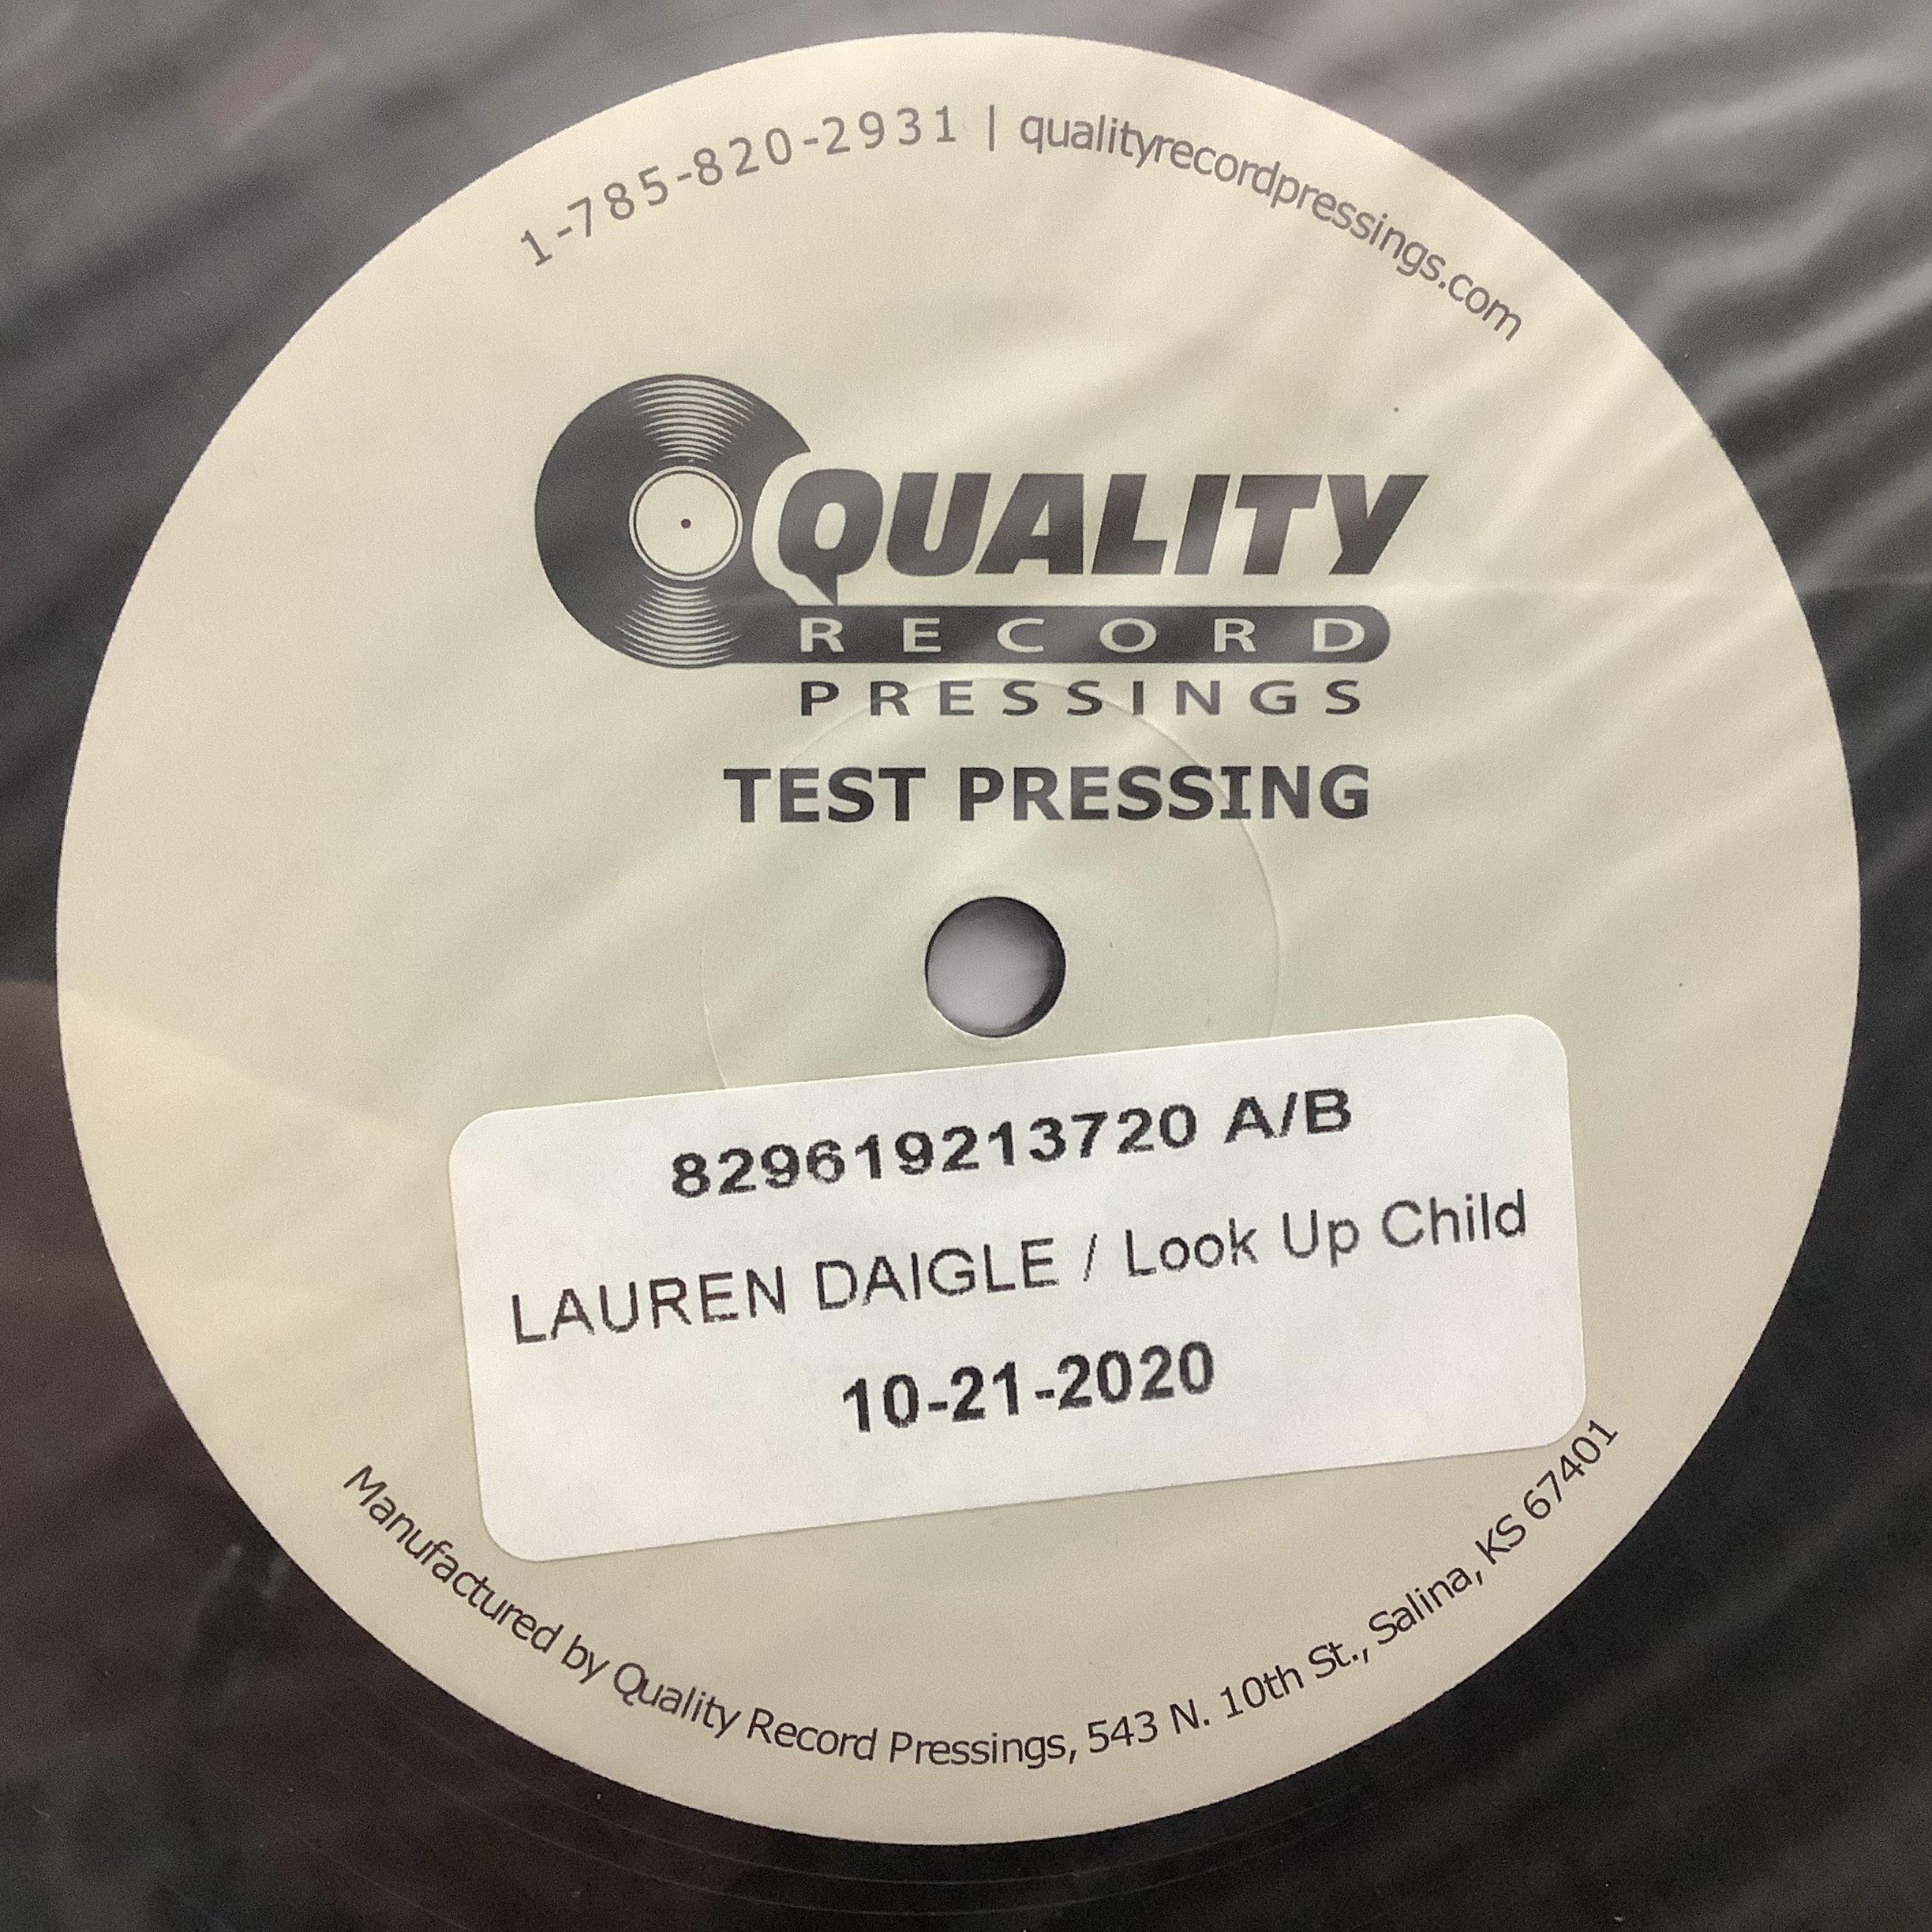 1-785-820-2931 | qualityrecordpressings.com
QUALITY
RECORD
PRESSINGS
TEST PRESSING
829619213720 A/B
LAUREN DAIGLE / Look Up Child
10-21-2020
Manufactured by Quality Record Pressings, 543 N. 10th St., Salina, KS 67401